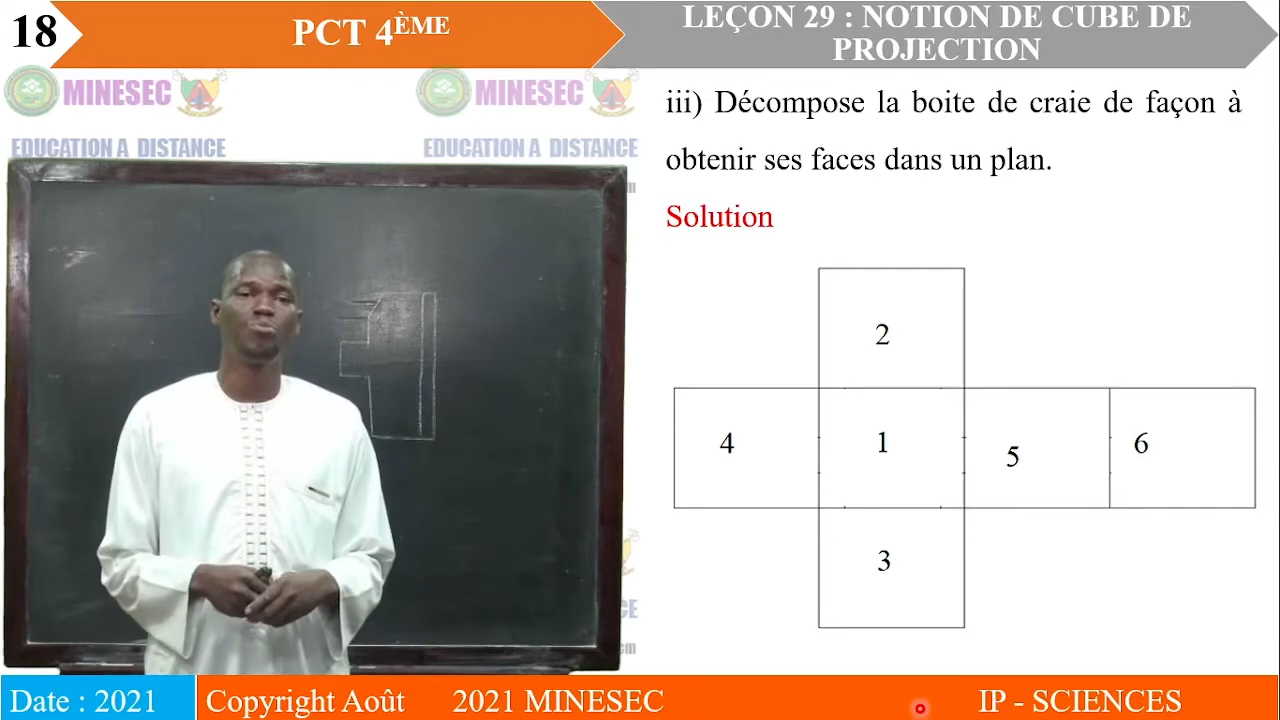 18
PCT 4ÈME
LEÇON 29 : NOTION DE CUBE DE
PROJECTION
MINESEC
MINESEC
EDUCATION A DISTANCE
EDUCATION A DISTANCE
iii) Décompose la boite de craie de façon à
obtenir ses faces dans un plan.
Solution
2
4 1 5 6
3
Date : 2021
Copyright Août 2021 MINESEC
IP - SCIENCES